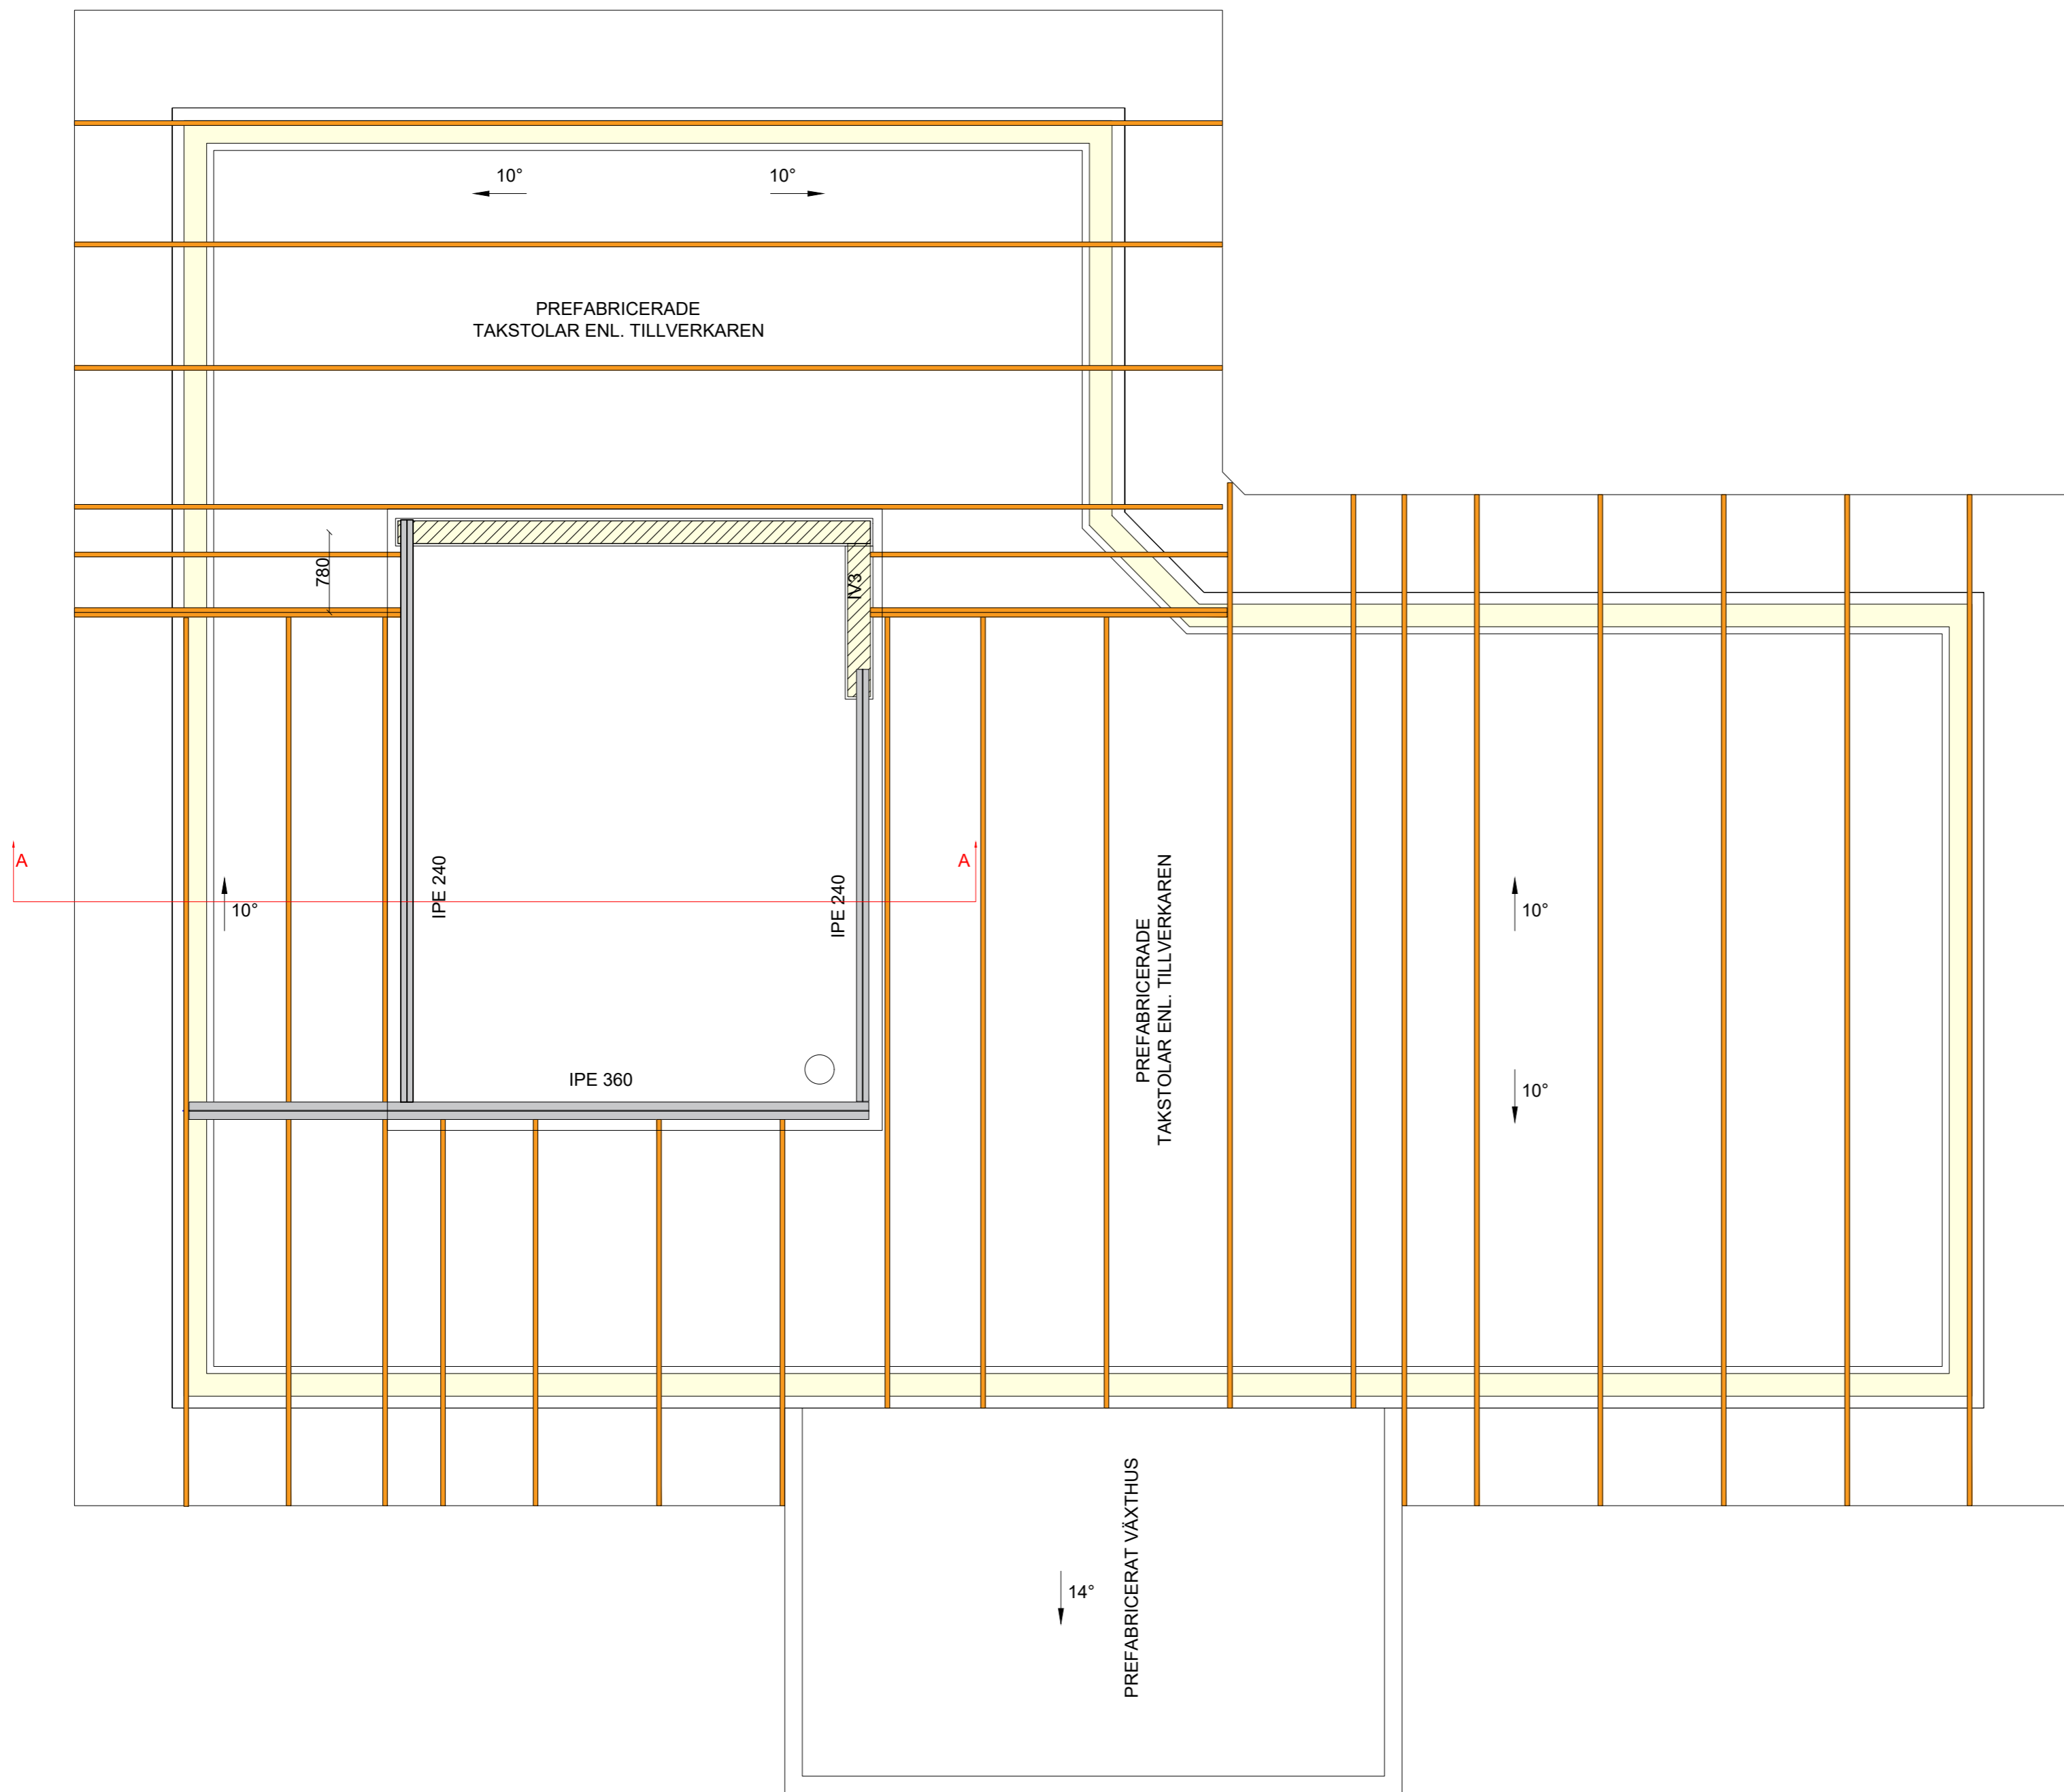 10°
10°
PREFABRICERADE
TAKSTOLAR ENL. TILLVERKAREN
780
IV3
A
A
10°
IPE 240
IPE 240
PREFABRICERADE
TAKSTOLAR ENL. TILLVERKAREN
10°
10°
IPE 360
PREFABRICERAT VÄXTHUS
14°